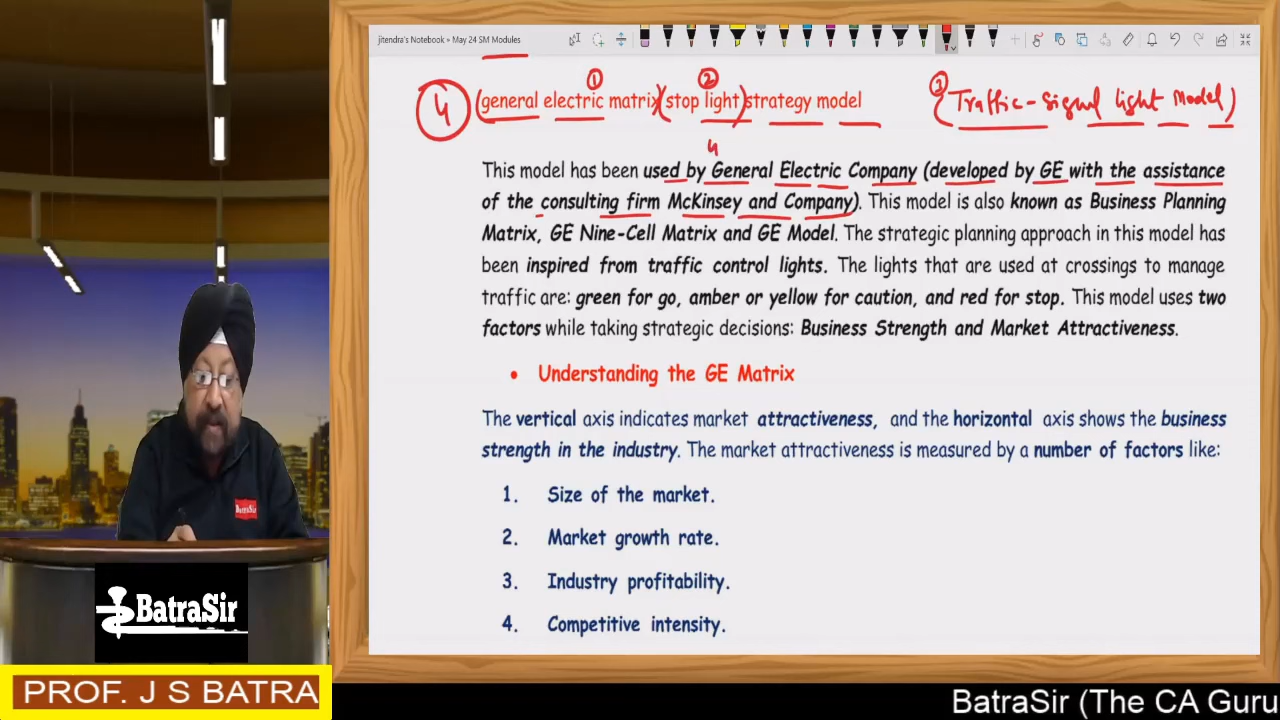 jitendra's Notebook » May 24 SM Modules
① ② ③
④ (general electric matrix)(stop light) strategy model (Traffic-signal light Model)
4
This model has been used by General Electric Company (developed by GE with the assistance
of the consulting firm McKinsey and Company). This model is also known as Business Planning
Matrix, GE Nine-Cell Matrix and GE Model. The strategic planning approach in this model has
been inspired from traffic control lights. The lights that are used at crossings to manage
traffic are: green for go, amber or yellow for caution, and red for stop. This model uses two
factors while taking strategic decisions: Business Strength and Market Attractiveness.
• Understanding the GE Matrix
The vertical axis indicates market attractiveness, and the horizontal axis shows the business
strength in the industry. The market attractiveness is measured by a number of factors like:
1. Size of the market.
2. Market growth rate.
3. Industry profitability.
4. Competitive intensity.
BatraSir
BatraSir
PROF. J S BATRA
BatraSir (The CA Guru